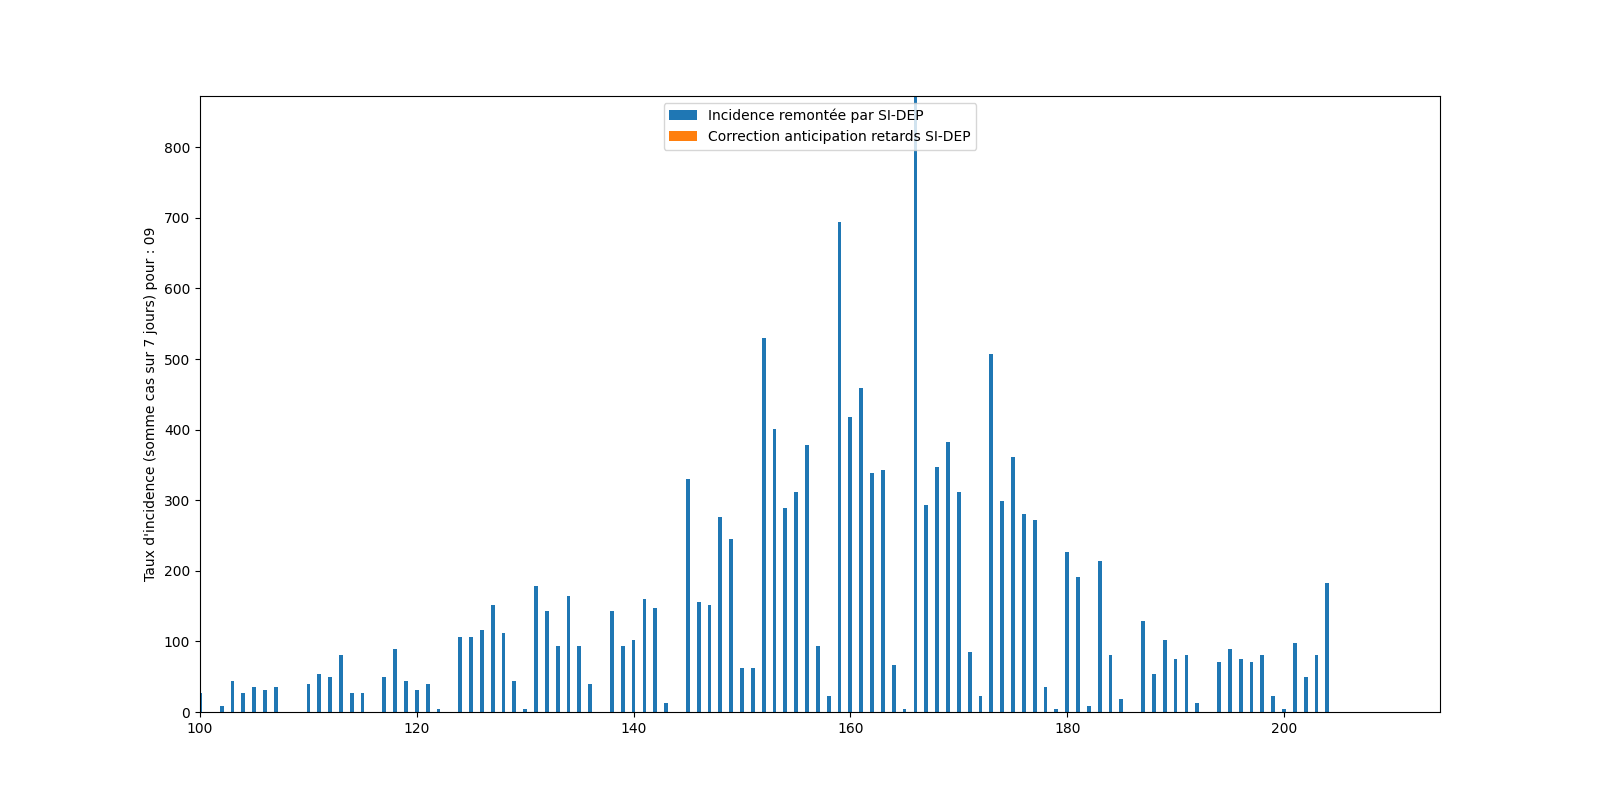 Incidence remontée par SI-DEP
Correction anticipation retards SI-DEP
Taux d'incidence (somme cas sur 7 jours) pour : 09
800
700
600
500
400
300
200
100
0
100 120 140 160 180 200